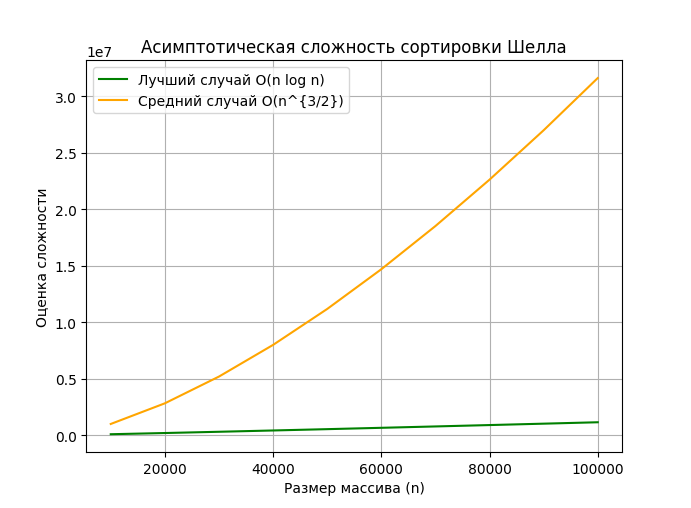 Асимптотическая сложность сортировки Шелла
1e7
Лучший случай O(n log n)
Средний случай O(n^{3/2})
3.0
2.5
2.0
1.5
1.0
0.5
0.0
Оценка сложности
20000 40000 60000 80000 100000
Размер массива (n)